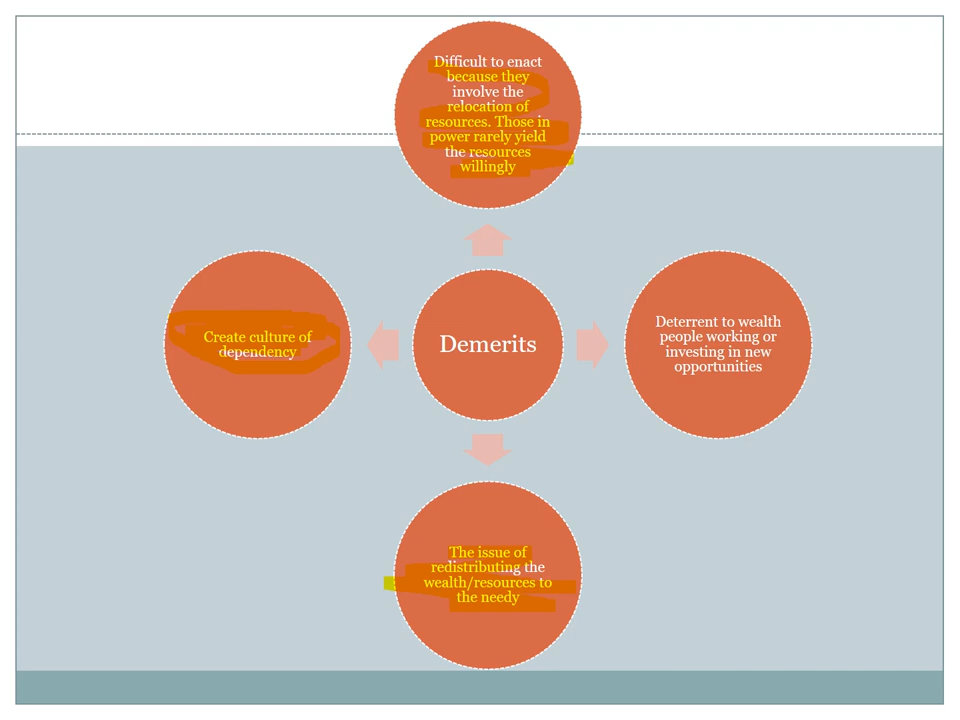 Difficult to enact
because they
involve the
relocation of
resources. Those in
power rarely yield
the resources
willingly
Create culture of
dependency
Demerits
Deterrent to wealth
people working or
investing in new
opportunities
The issue of
redistributing the
wealth/resources to
the needy